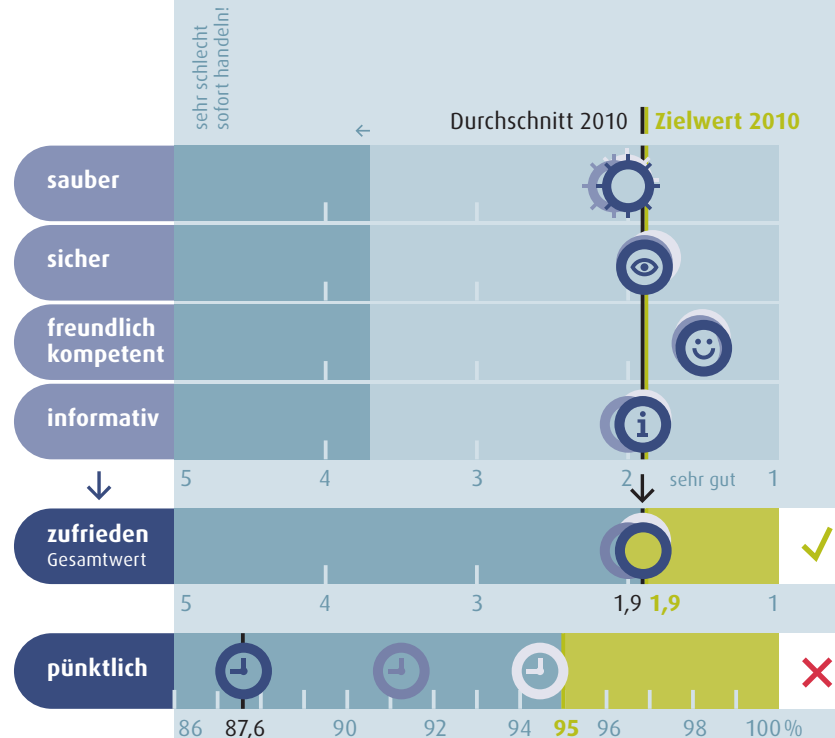 sehr schlecht
sofort handeln!
←
Durchschnitt 2010 Zielwert 2010
sauber
sicher
freundlich
kompetent
informativ
i
5 4 3 2 sehr gut 1
zufrieden
Gesamtwert
5 4 3 1,9 1,9 1
pünktlich
86 87,6 90 92 94 95 96 98 100 %